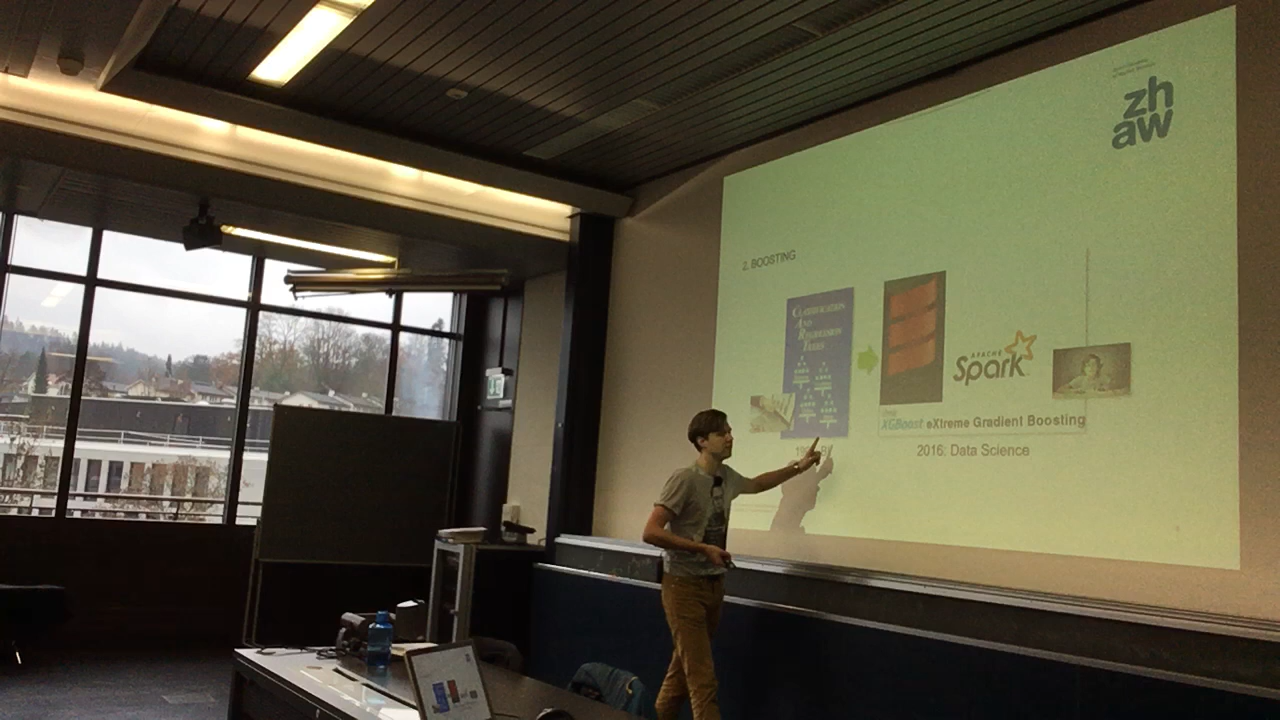 zh
aw
2. BOOSTING
CLASSIFICATION
AND
REGRESSION
TREES
APACHE
Spark
XGBoost eXtreme Gradient Boosting
2016: Data Science